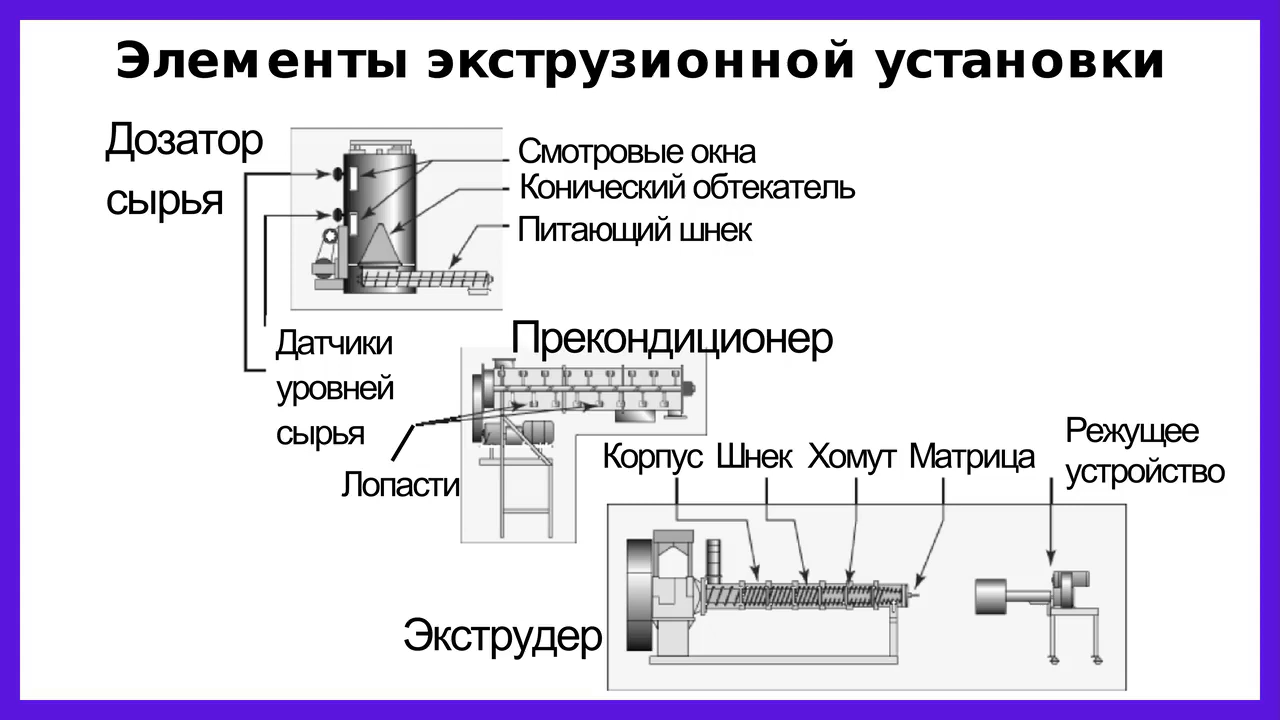 Элементы экструзионной установки
Дозатор
сырья
Смотровые окна
Конический обтекатель
Питающий шнек
Датчики
уровней
сырья
Прекондиционер
Лопасти
Корпус Шнек Хомут Матрица
Режущее
устройство
Экструдер